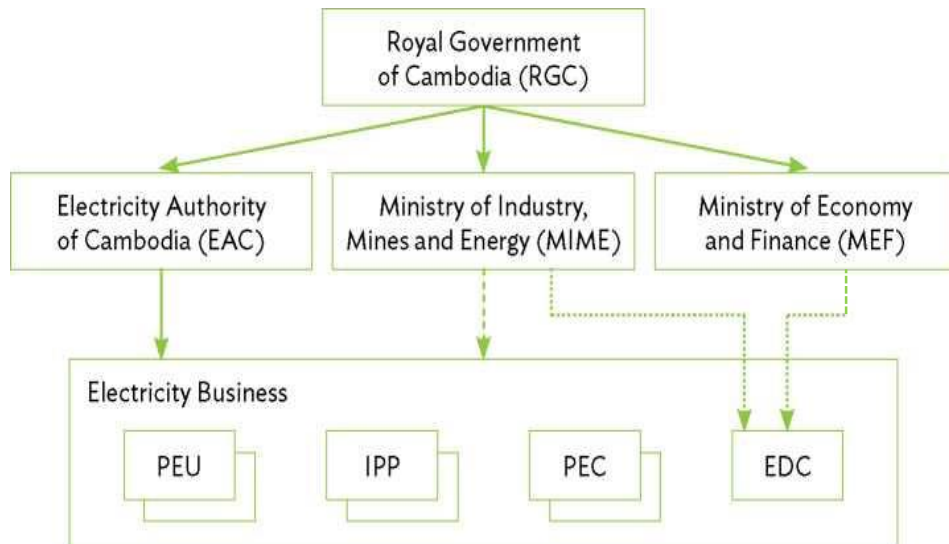 Royal Government
of Cambodia (RGC)
Electricity Authority
of Cambodia (EAC)
Ministry of Industry,
Mines and Energy (MIME)
Ministry of Economy
and Finance (MEF)
Electricity Business
PEU
IPP
PEC
EDC